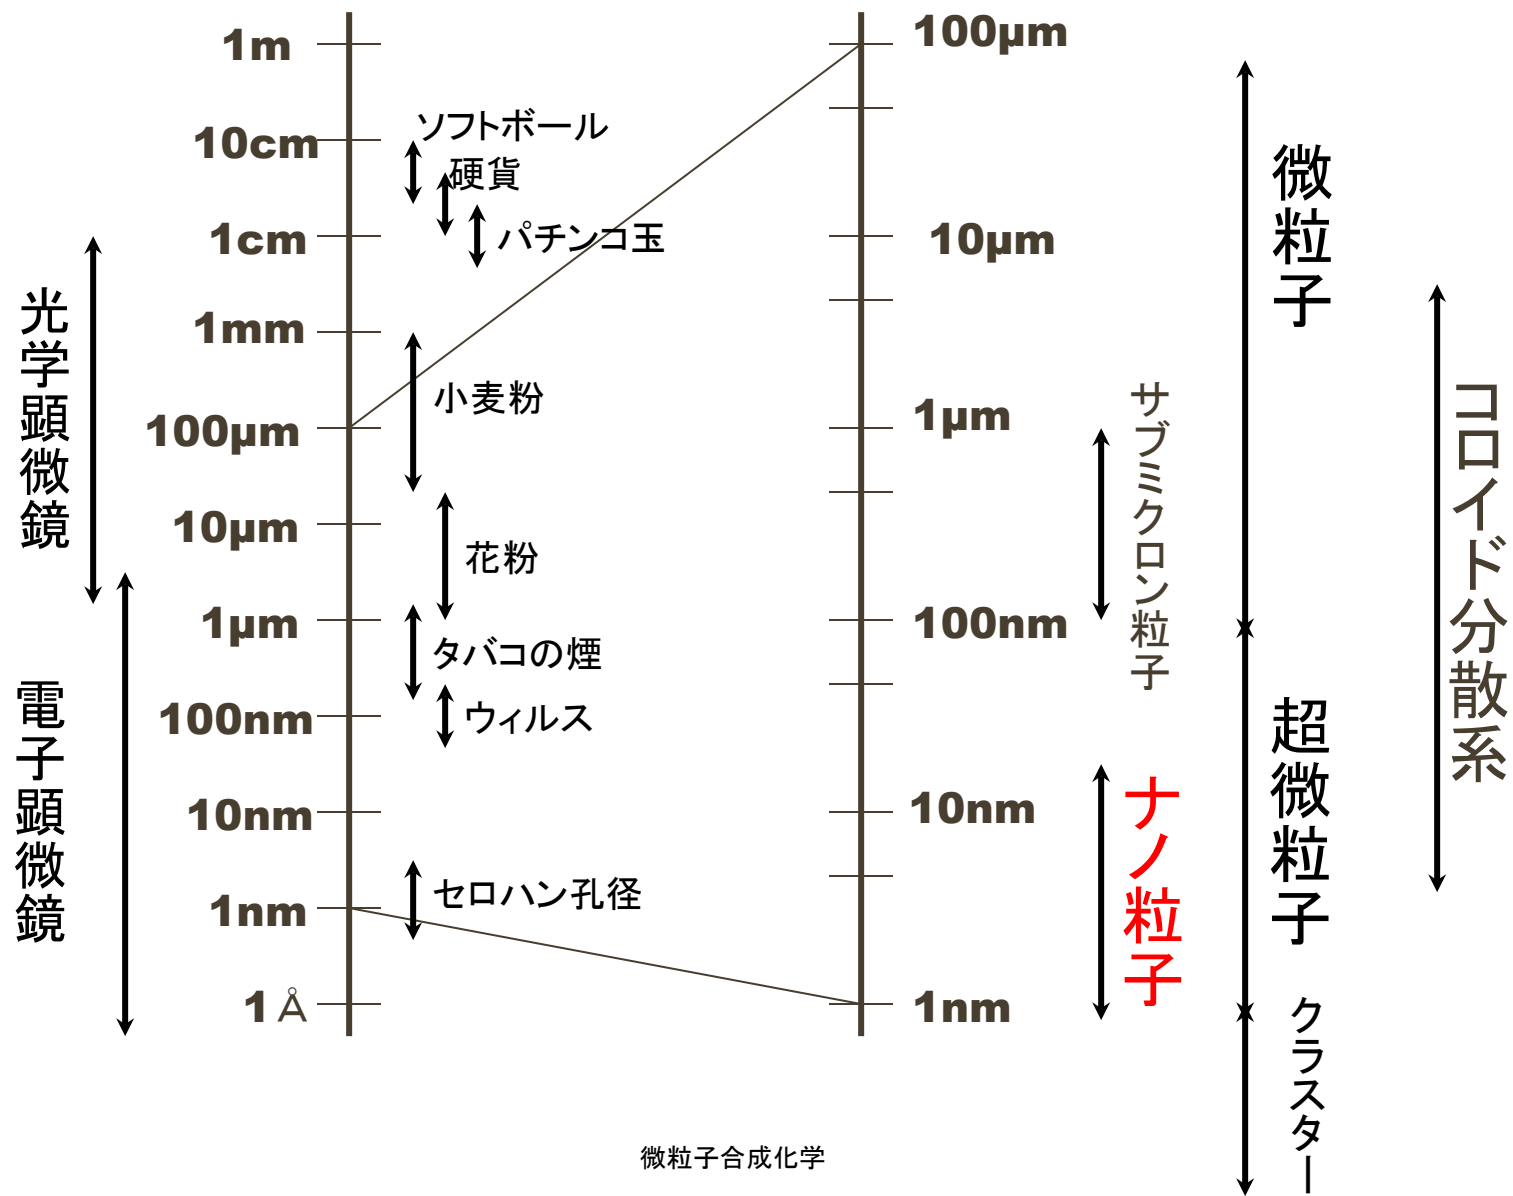 1m
10cm
1cm
1mm
100μm
10μm
1μm
100nm
10nm
1nm
1Å
光学顕微鏡
電子顕微鏡
ソフトボール
硬貨
パチンコ玉
小麦粉
花粉
タバコの煙
ウィルス
セロハン孔径
100μm
10μm
1μm
100nm
10nm
1nm
サブミクロン粒子
ナノ粒子
微粒子
超微粒子
クラスター
コロイド分散系
微粒子合成化学